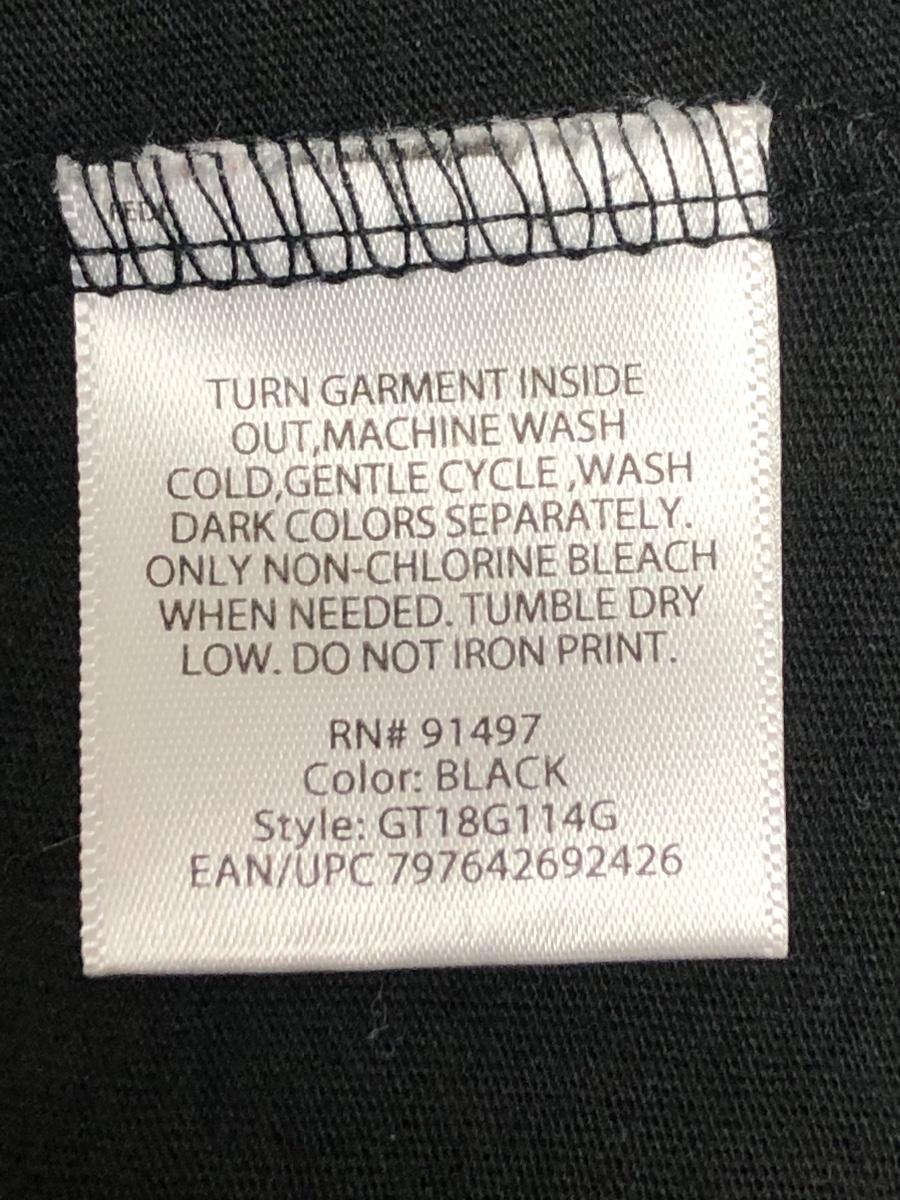 TURN GARMENT INSIDE
OUT,MACHINE WASH
COLD,GENTLE CYCLE ,WASH
DARK COLORS SEPARATELY.
ONLY NON-CHLORINE BLEACH
WHEN NEEDED. TUMBLE DRY
LOW. DO NOT IRON PRINT.
RN# 91497
Color: BLACK
Style: GT18G114G
EAN/UPC 797642692426